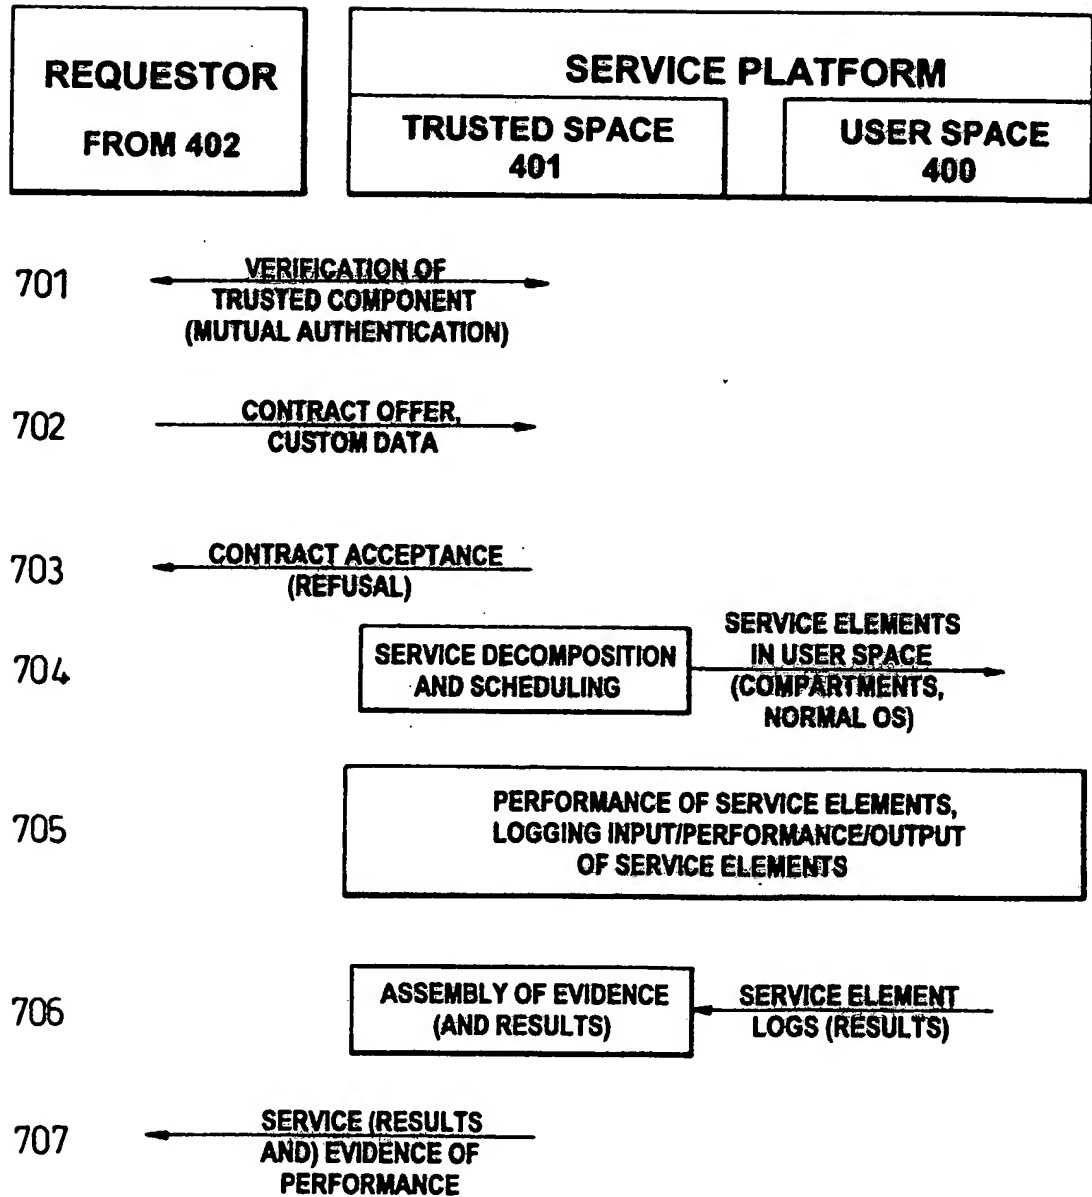 REQUESTOR
FROM 402
SERVICE PLATFORM
TRUSTED SPACE
401
USER SPACE
400
701
VERIFICATION OF
TRUSTED COMPONENT
(MUTUAL AUTHENTICATION)
702
CONTRACT OFFER,
CUSTOM DATA
703
CONTRACT ACCEPTANCE
(REFUSAL)
704
SERVICE DECOMPOSITION
AND SCHEDULING
SERVICE ELEMENTS
IN USER SPACE
(COMPARTMENTS,
NORMAL OS)
705
PERFORMANCE OF SERVICE ELEMENTS,
LOGGING INPUT/PERFORMANCE/OUTPUT
OF SERVICE ELEMENTS
706
ASSEMBLY OF EVIDENCE
(AND RESULTS)
SERVICE ELEMENT
LOGS (RESULTS)
707
SERVICE (RESULTS
AND) EVIDENCE OF
PERFORMANCE